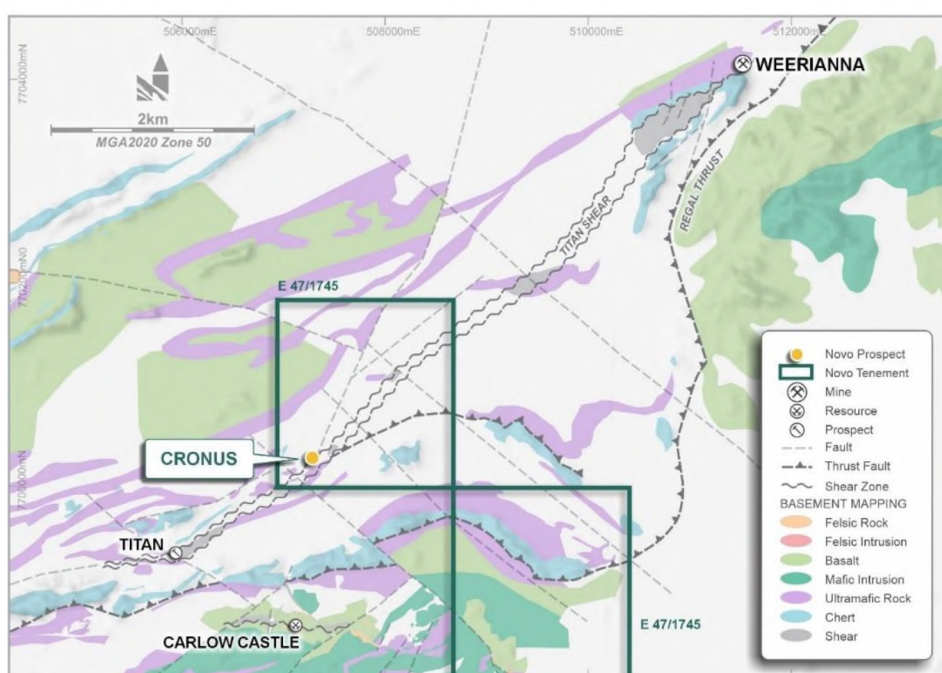 506000mE
508000mE
510000mE
512000mE
7704000mN
WEERIANNA
2km
MGA2020 Zone 50
REGAL THRUST
TITAN SHEAR
770200mN0
E 47/1745
CRONUS
7700000mN
TITAN
CARLOW CASTLE
E 47/1745
Novo Prospect
Novo Tenement
Mine
Resource
Prospect
Fault
Thrust Fault
Shear Zone
BASEMENT MAPPING
Felsic Rock
Felsic Intrusion
Basalt
Mafic Intrusion
Ultramafic Rock
Chert
Shear